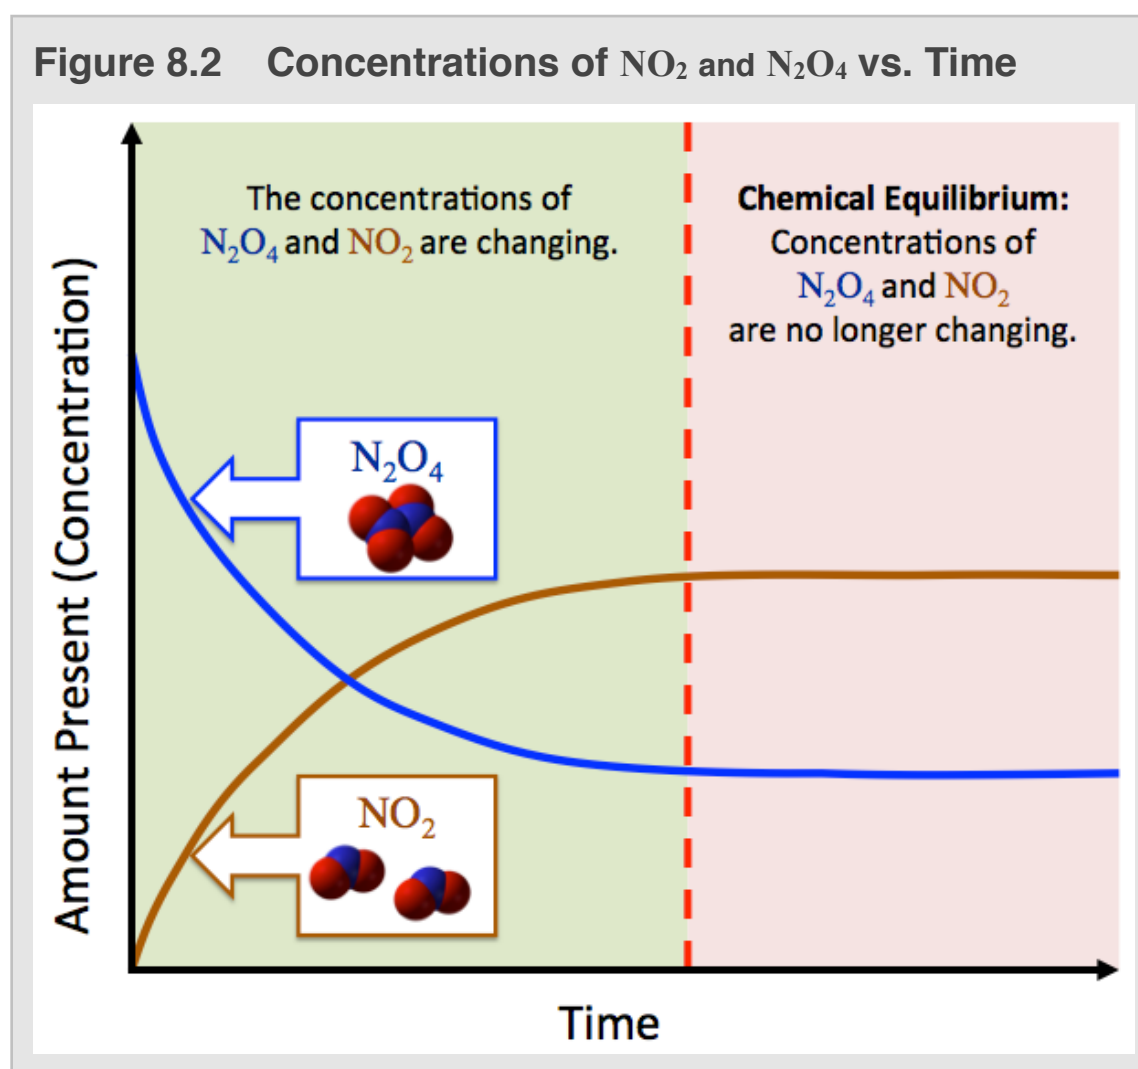 Figure 8.2 Concentrations of NO₂ and N₂O₄ vs. Time
The concentrations of
N₂O₄ and NO₂ are changing.
Chemical Equilibrium:
Concentrations of
N₂O₄ and NO₂
are no longer changing.
Amount Present (Concentration)
N₂O₄
NO₂
Time